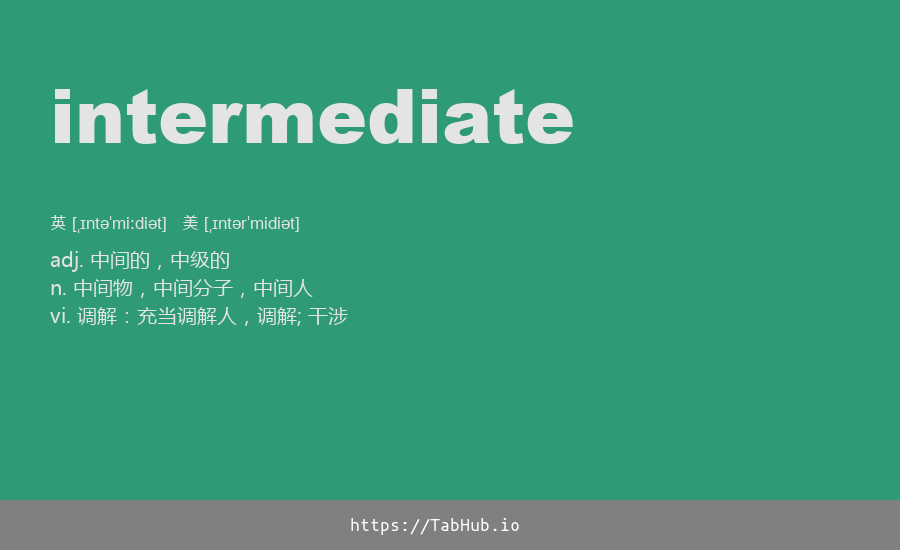 intermediate
英 [ˌɪntəˈmiːdiət] 美 [ˌɪntərˈmidiət]
adj. 中间的，中级的
n. 中间物，中间分子，中间人
vi. 调解：充当调解人，调解; 干涉
https://TabHub.io